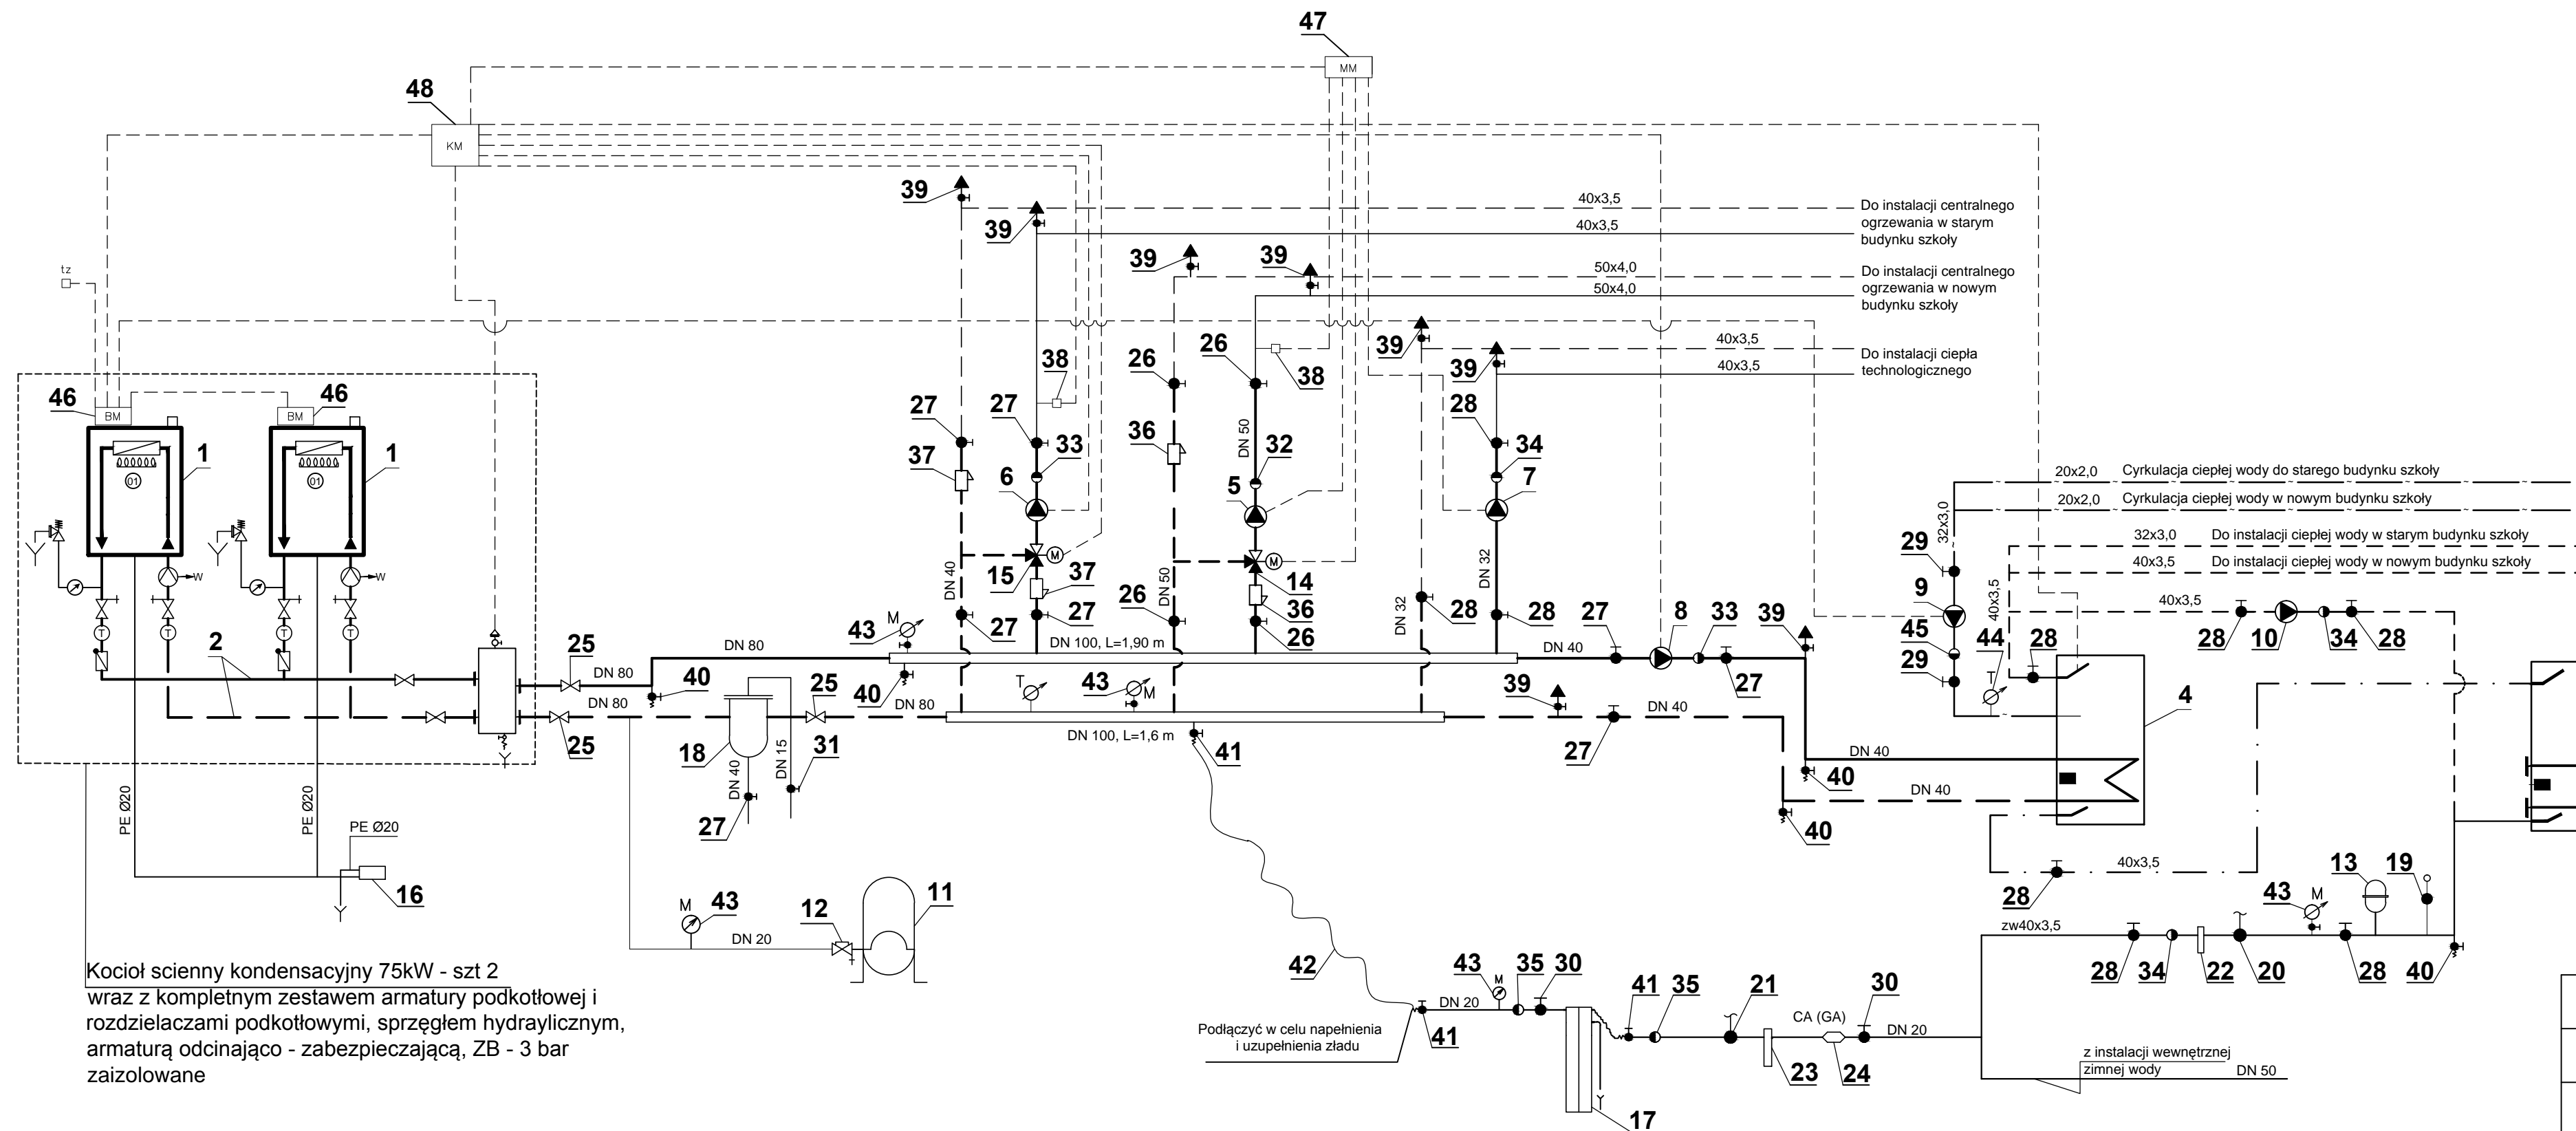 47
MM
48
KM
39
40x3,5
Do instalacji centralnego
ogrzewania w starym
budynku szkoły
39
40x3,5
39
39
50x4,0
Do instalacji centralnego
ogrzewania w nowym
budynku szkoły
50x4,0
tz
39
39
40x3,5
40x3,5
Do instalacji ciepła
technologicznego
46
BM
BM
46
38
26
26
38
27
27
28
1
1
01
01
37
33
36
DN 50
32
34
6
5
7
20x2,0
Cyrkulacja ciepłej wody do starego budynku szkoły
20x2,0
Cyrkulacja ciepłej wody w nowym budynku szkoły
32x3,0
32x3,0
Do instalacji ciepłej wody w starym budynku szkoły
40x3,5
Do instalacji ciepłej wody w nowym budynku szkoły
29
9
40x3,5
40x3,5
W
W
T
T
T
T
M
M
15
37
14
36
DN 40
DN 50
DN 32
DN 32
27
27
26
26
28
28
27
8
33
39
45
44
T
29
28
28
10
34
28
2
25
43
M
DN 80
DN 100, L=1,90 m
DN 40
27
DN 80
40
40
T
43
M
39
DN 80
DN 80
DN 40
4
25
18
DN 40
DN 15
31
DN 100, L=1,6 m
41
27
DN 40
40
DN 40
40
27
PE Ø20
PE Ø20
PE Ø20
16
40x3,5
28
M
43
DN 20
12
11
13
19
M
43
zw40x3,5
28
34
22
20
28
40
Kocioł scienny kondensacyjny 75kW - szt 2
wraz z kompletnym zestawem armatury podkotłowej i
rozdzielaczami podkotłowymi, sprzęgłem hydraylicznym,
armaturą odcinająco - zabezpieczającą, ZB - 3 bar
zaizolowane
42
43
M
35
30
DN 20
41
41
35
21
CA (GA)
30
DN 20
23
24
17
Podłączyć w celu napełnienia
i uzupełnienia zładu
z instalacji wewnętrznej
zimnej wody
DN 50